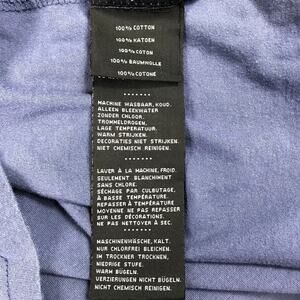 100% COTTON
100% KATOEN
100% COTON
100% BAUMWOLLE
100% COTONE
MACHINE WASBAAR, KOUD.
ALLEEN BLEEKWATER
ZONDER CHLOOR.
TROMMELDROGEN,
LAGE TEMPERATUUR.
WARM STRIJKEN.
DECORATIES NIET STRIJKEN.
NIET CHEMISCH REINIGEN.
LAVER À LA MACHINE, FROID.
SEULEMENT BLANCHIMENT
SANS CHLORE.
SÉCHAGE PAR CULBUTAGE,
À BASSE TEMPÉRATURE.
REPASSER À TEMPÉRATURE
MOYENNE NE PAS REPASSER
SUR LES DÉCORATIONS.
NE PAS NETTOYER À SEC.
MASCHINENWÄSCHE, KALT.
NUR CHLORFREI BLEICHEN.
IM TROCKNER TROCKNEN,
NIEDRIGE STUFE.
WARM BÜGELN.
VERZIERUNGEN NICHT BÜGELN.
NICHT CHEMISCH REINIGEN.